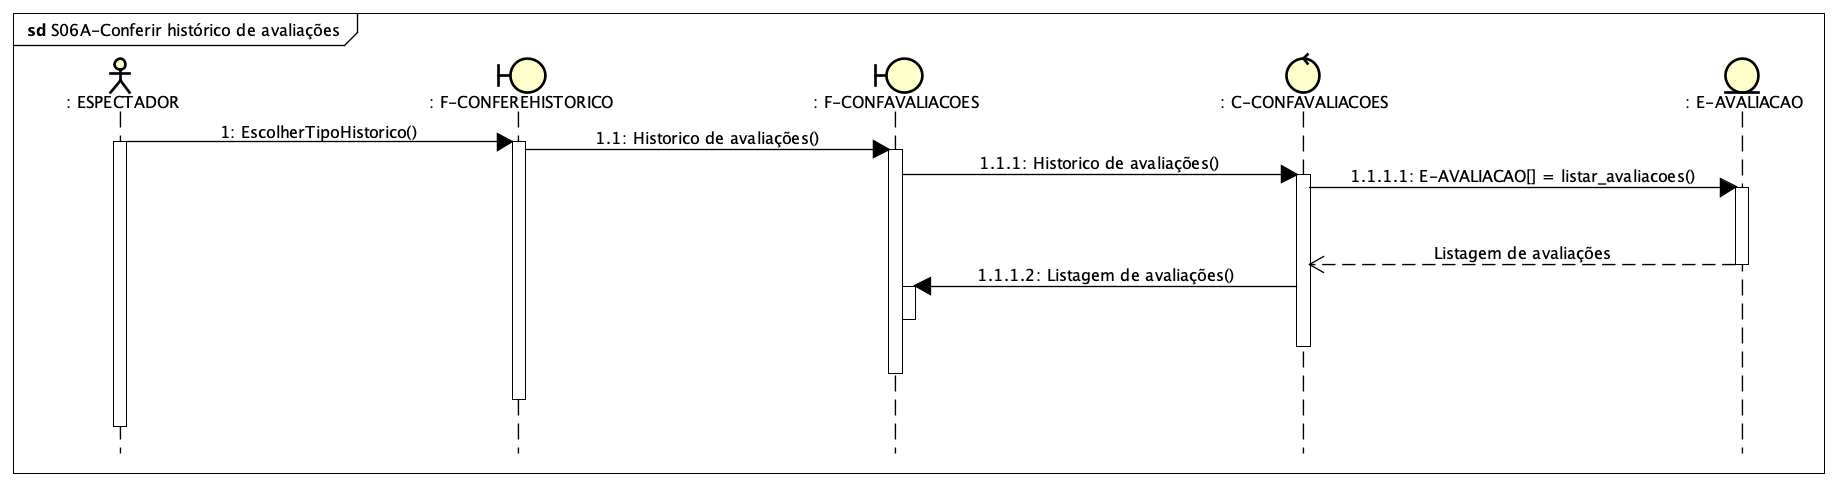 sd S06A-Conferir histórico de avaliações
: ESPECTADOR
: F-CONFEREHISTORICO
: F-CONFAVALIACOES
: C-CONFAVALIACOES
: E-AVALIACAO
1: EscolherTipoHistorico()
1.1: Historico de avaliações()
1.1.1: Historico de avaliações()
1.1.1.1: E-AVALIACAO[] = listar_avaliacoes()
Listagem de avaliações
1.1.1.2: Listagem de avaliações()